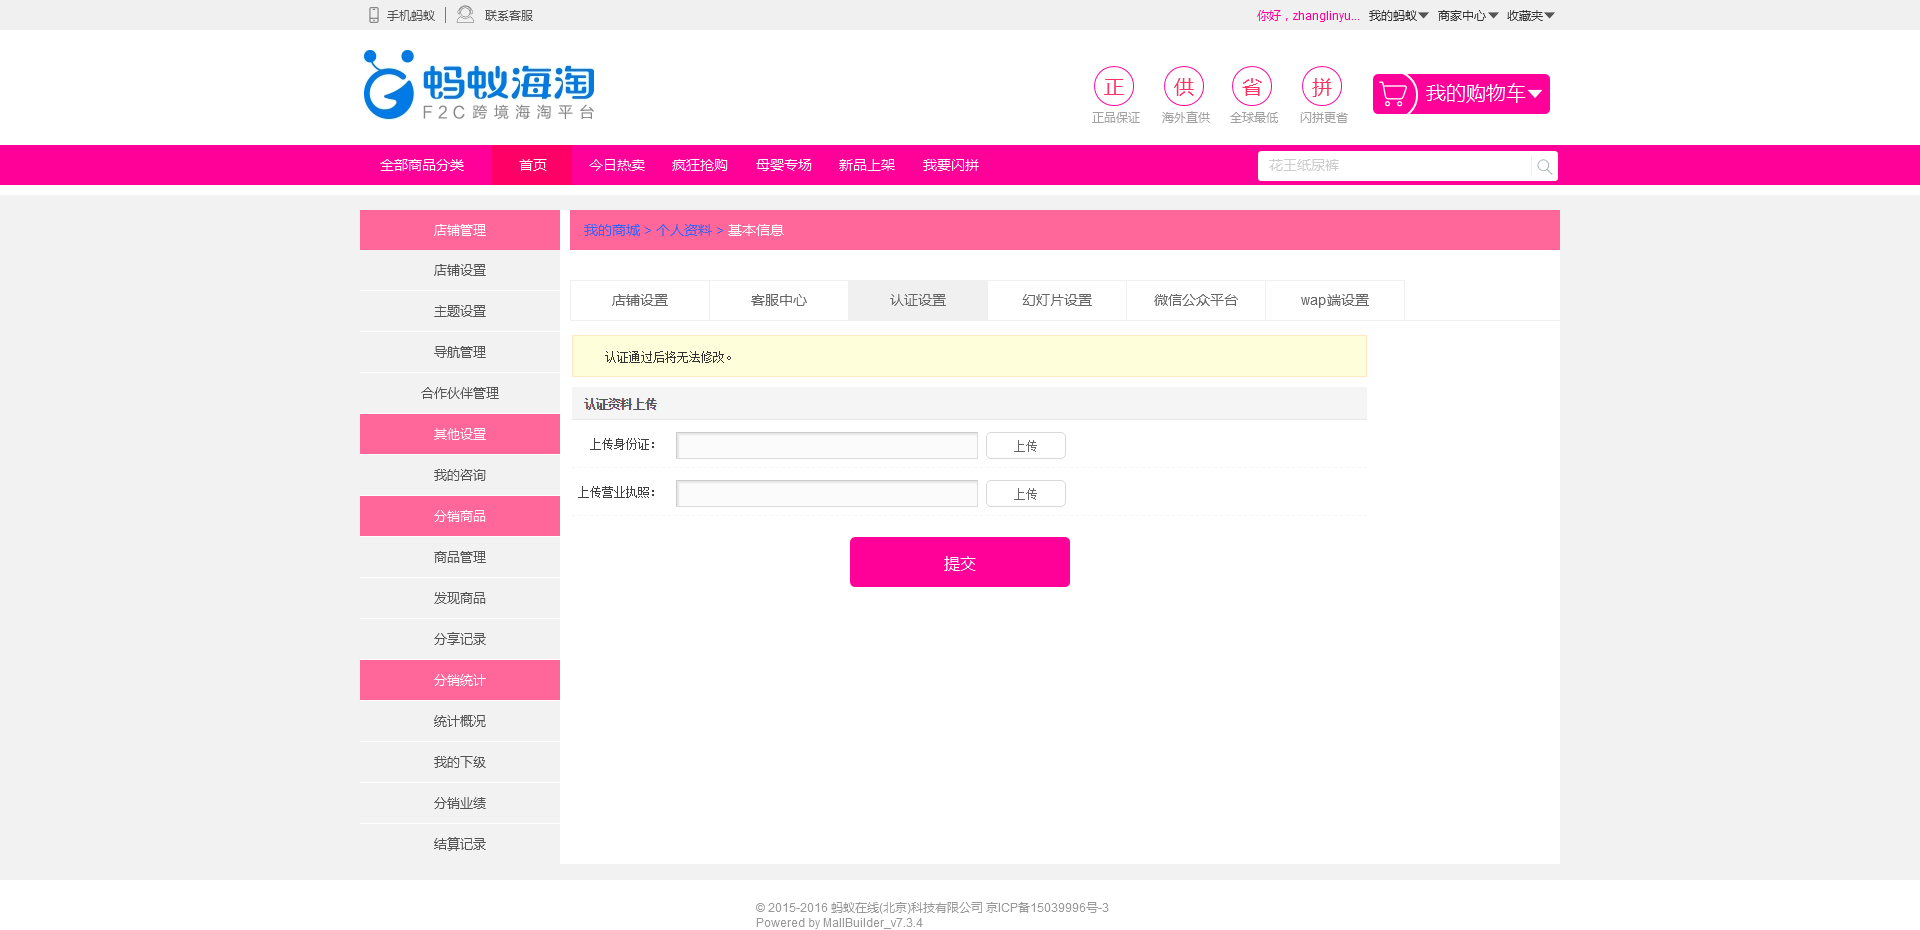 手机蚂蚁 联系客服 你好，zhanglinyu... 我的蚂蚁 商家中心 收藏夹
蚂蚁海淘
F2C跨境海淘平台
正 供 省 拼
正品保证 海外直供 全球最低 闪拼更省
我的购物车
全部商品分类 首页 今日热卖 疯狂抢购 母婴专场 新品上架 我要闪拼 花王纸尿裤
店铺管理
店铺设置
主题设置
导航管理
合作伙伴管理
其他设置
我的咨询
分销商品
商品管理
发现商品
分享记录
分销统计
统计概况
我的下级
分销业绩
结算记录
我的商城 > 个人资料 > 基本信息
店铺设置 客服中心 认证设置 幻灯片设置 微信公众平台 wap端设置
认证通过后将无法修改。
认证资料上传
上传身份证： 上传
上传营业执照： 上传
提交
© 2015-2016 蚂蚁在线(北京)科技有限公司 京ICP备15039996号-3
Powered by MallBuilder_v7.3.4